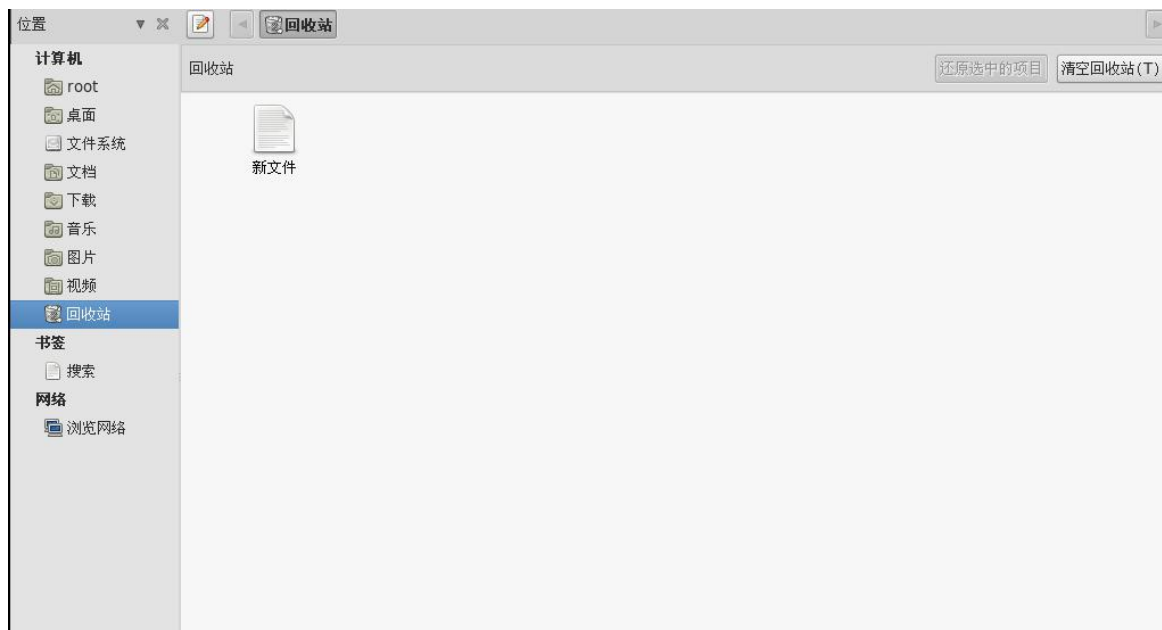 位置
回收站
计算机
root
桌面
文件系统
文档
下载
音乐
图片
视频
回收站
书签
搜索
网络
浏览网络
回收站
还原选中的项目
清空回收站(T)
新文件